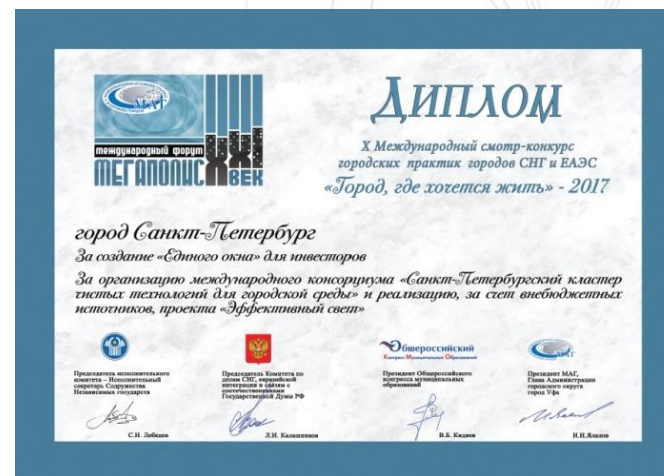 МАГ
международный форум
МЕГАПОЛИС XXI ВЕК
ДИПЛОМ
X Международный смотр-конкурс
городских практик городов СНГ и ЕАЭС
«Город, где хочется жить» - 2017
город Санкт-Петербург
За создание «Единого окна» для инвесторов
За организацию международного консорциума «Санкт-Петербургский кластер
чистых технологий для городской среды» и реализацию, за счет внебюджетных
источников, проекта «Эффективный свет»
Председатель исполнительного
комитета – Исполнительный
секретарь Содружества
Независимых государств
С.Н. Лебедев
Председатель Комитета по
делам СНГ, евразийской
интеграции и связям с
соотечественниками
Государственной Думы РФ
Л.И. Калашников
Общероссийский
Конгресс Муниципальных Образований
Президент Общероссийского
конгресса муниципальных
образований
В.Б. Кидяев
МАГ
Президент МАГ,
Глава Администрации
городского округа
город Уфа
И.И.Ялалов